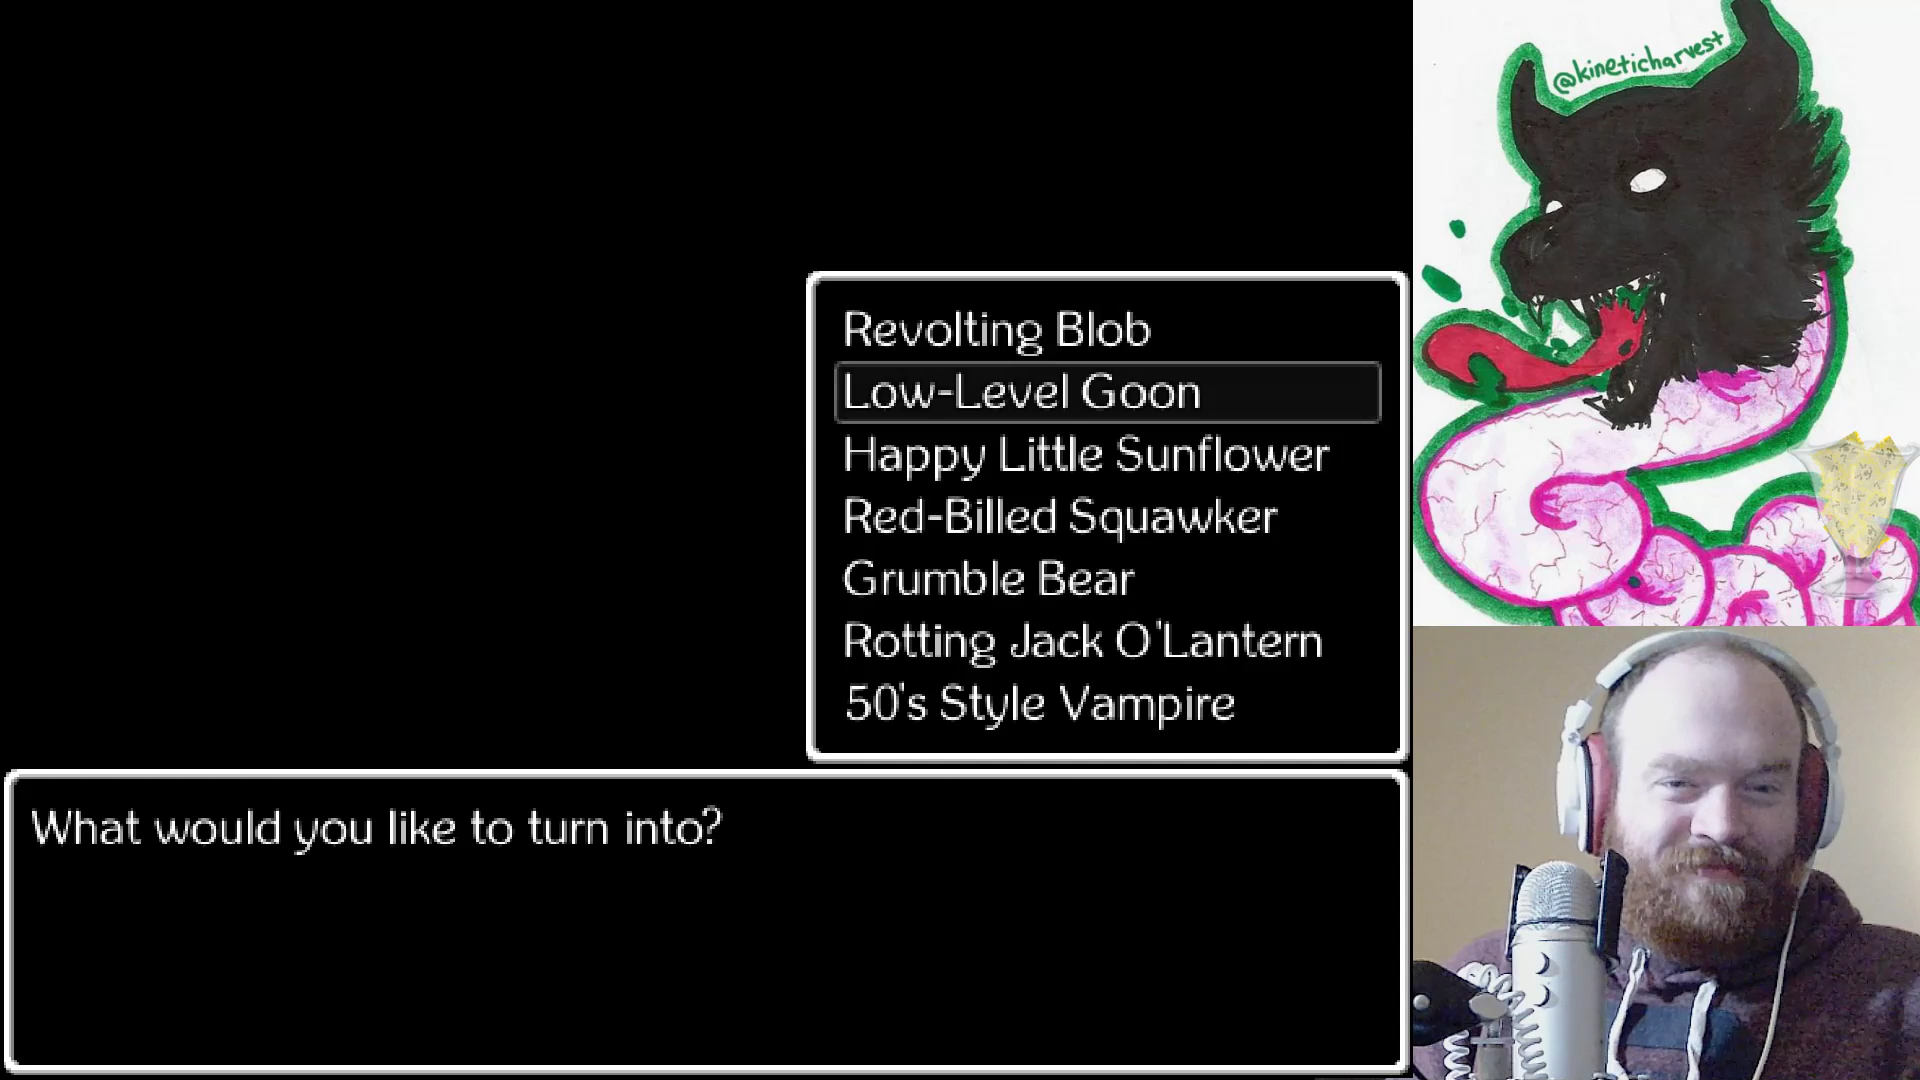 @kineticharvest
Revolting Blob
Low-Level Goon
Happy Little Sunflower
Red-Billed Squawker
Grumble Bear
Rotting Jack O'Lantern
50's Style Vampire
What would you like to turn into?